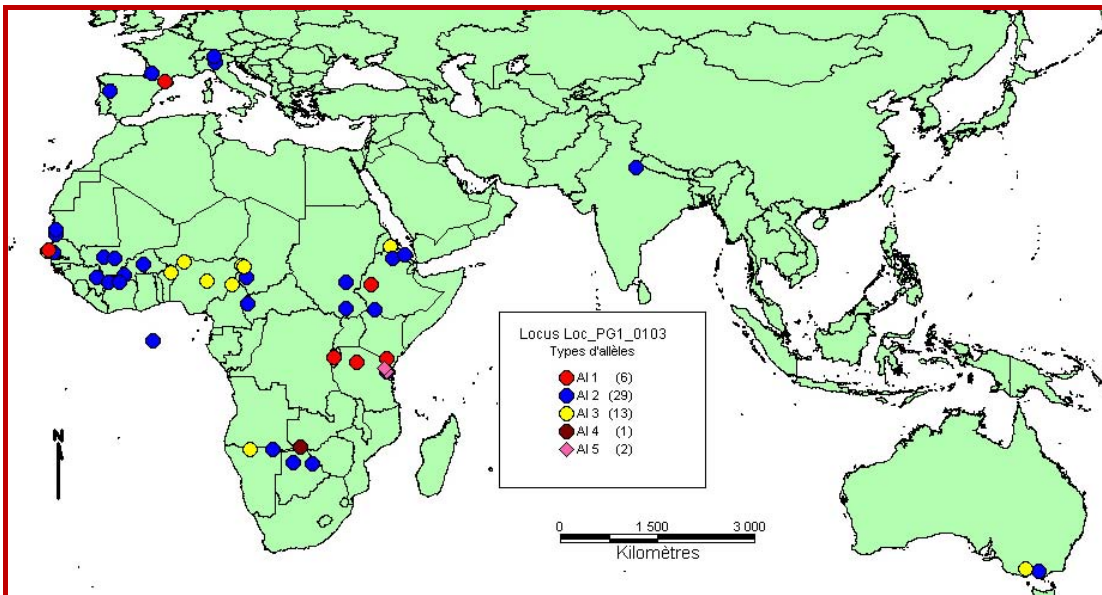 Locus Loc_PG1_0103
Types d'allèles
Al 1 (6)
Al 2 (29)
Al 3 (13)
Al 4 (1)
Al 5 (2)
N
0 1 500 3 000
Kilomètres